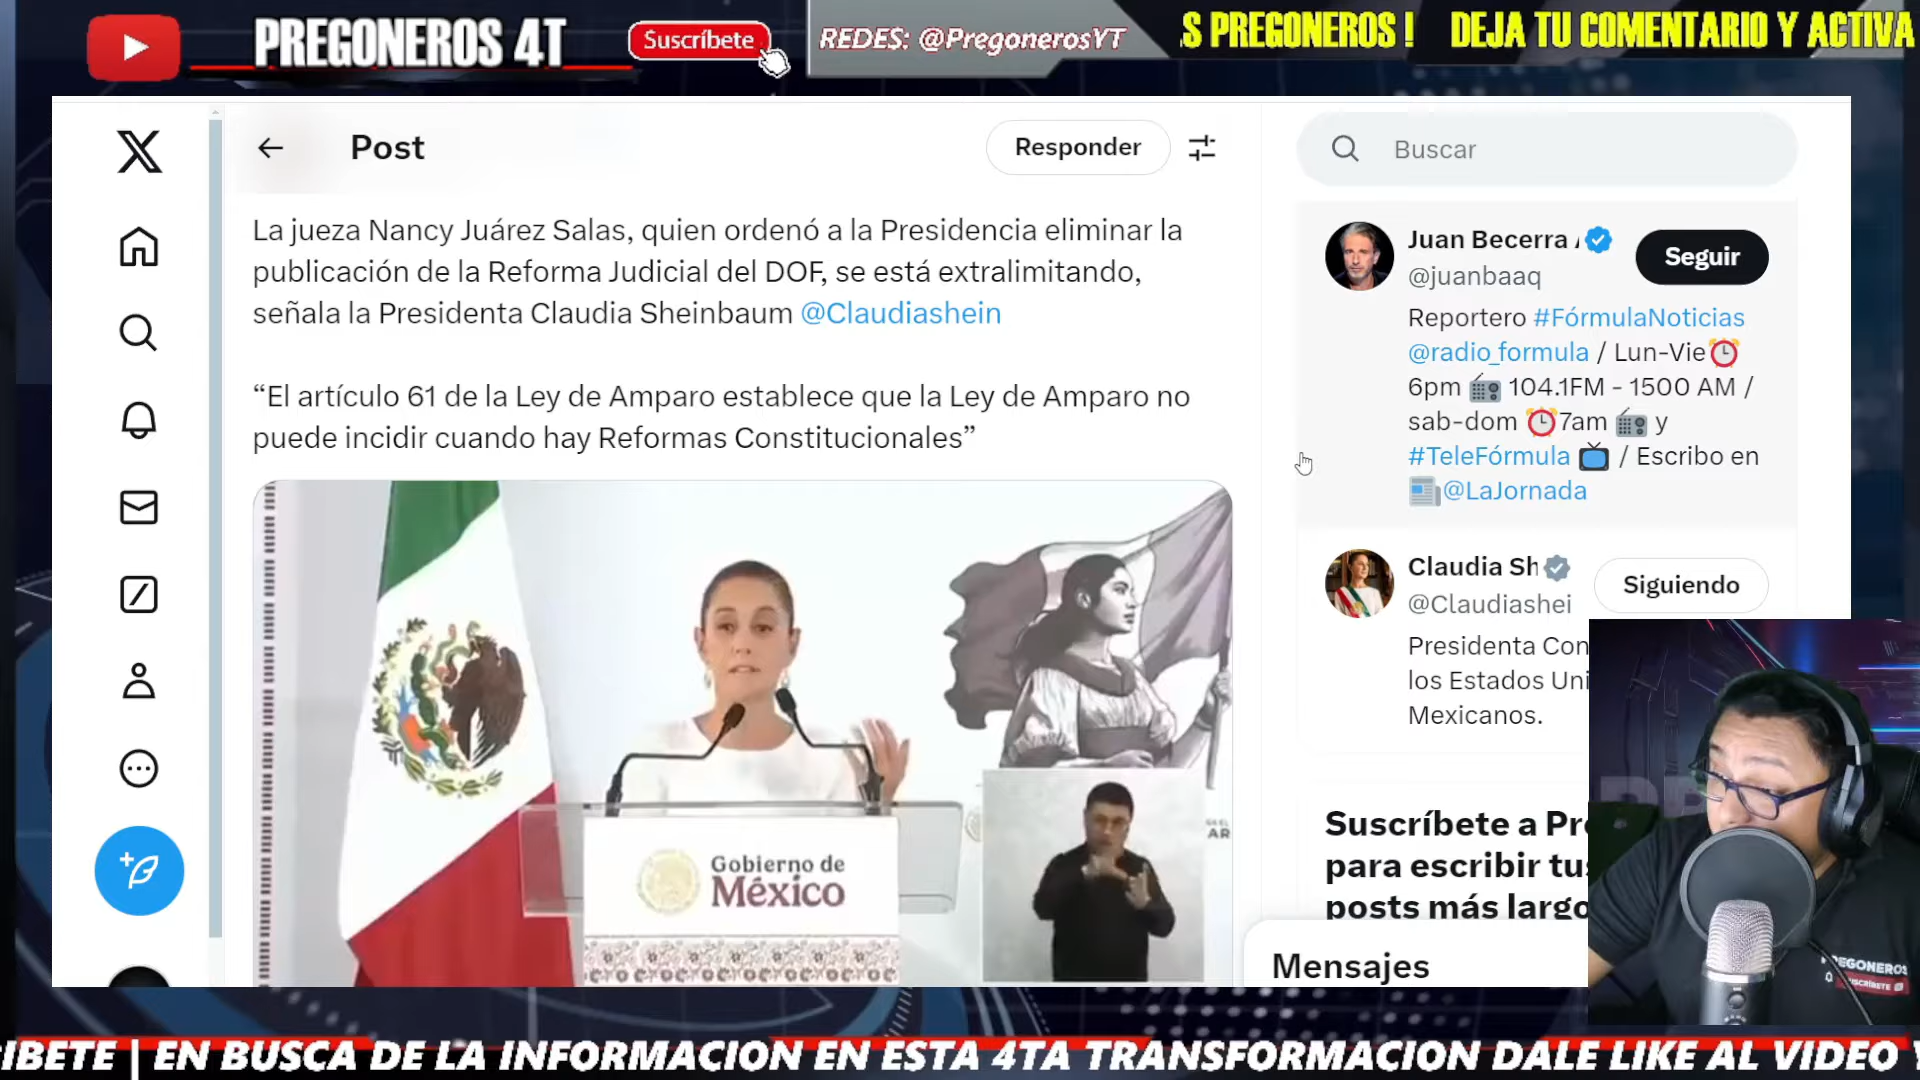 PREGONEROS 4T
Suscríbete
REDES: @PregonerosYT
S PREGONEROS !
DEJA TU COMENTARIO Y ACTIVA
Post
Responder
La jueza Nancy Juárez Salas, quien ordenó a la Presidencia eliminar la
publicación de la Reforma Judicial del DOF, se está extralimitando,
señala la Presidenta Claudia Sheinbaum @Claudiashein
“El artículo 61 de la Ley de Amparo establece que la Ley de Amparo no
puede incidir cuando hay Reformas Constitucionales”
Gobierno de
México
AR
Buscar
Juan Becerra
Seguir
@juanbaaq
Reportero #FórmulaNoticias
@radio_formula / Lun-Vie⏰
6pm 📻 104.1FM - 1500 AM /
sab-dom ⏰7am 📻 y
#TeleFórmula 📺 / Escribo en
📰@LaJornada
Claudia Sh
Siguiendo
@Claudiashei
Presidenta Con
los Estados Uni
Mexicanos.
Suscríbete a Pr
para escribir tus
posts más largo
Mensajes
PREGONEROS
SUSCRIBETE
IBETE | EN BUSCA DE LA INFORMACION EN ESTA 4TA TRANSFORMACION DALE LIKE AL VIDEO Y